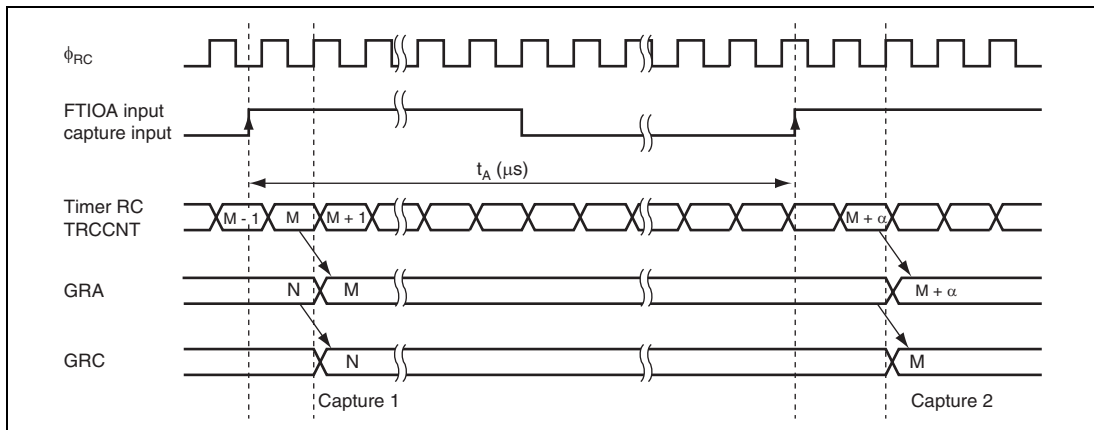 ϕRC
FTIOA input
capture input
tA (μs)
Timer RC
TRCCNT
M - 1 M M + 1 M + α
GRA
N M M + α
GRC
N M
Capture 1 Capture 2